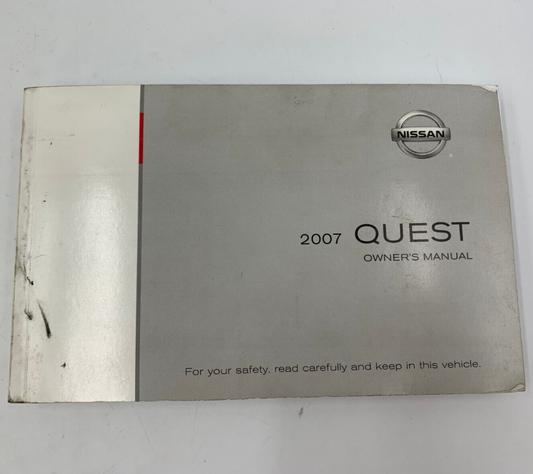 NISSAN
2007 QUEST
OWNER'S MANUAL
For your safety, read carefully and keep in this vehicle.